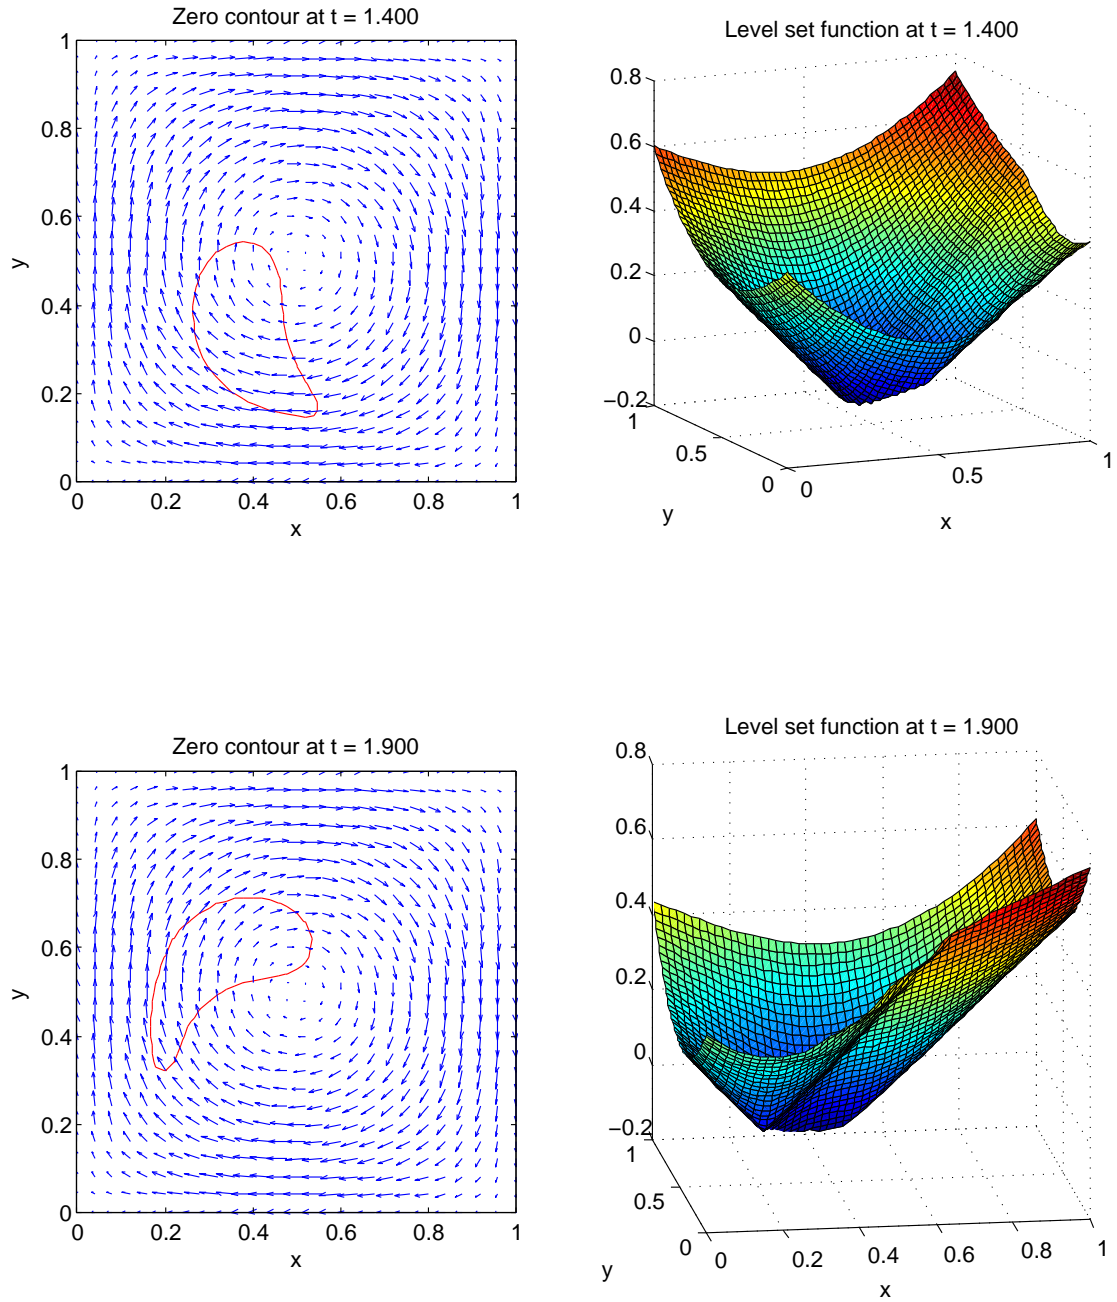 Zero contour at t = 1.400
1
0.8
0.6
0.4
0.2
0
y
0 0.2 0.4 0.6 0.8 1
x
Level set function at t = 1.400
0.8
0.6
0.4
0.2
0
−0.2
1
0.5
0
y
0
0.5
1
x
Zero contour at t = 1.900
1
0.8
0.6
0.4
0.2
0
y
0 0.2 0.4 0.6 0.8 1
x
Level set function at t = 1.900
0.8
0.6
0.4
0.2
0
−0.2
1
0.5
0
y
0 0.2 0.4 0.6 0.8 1
x